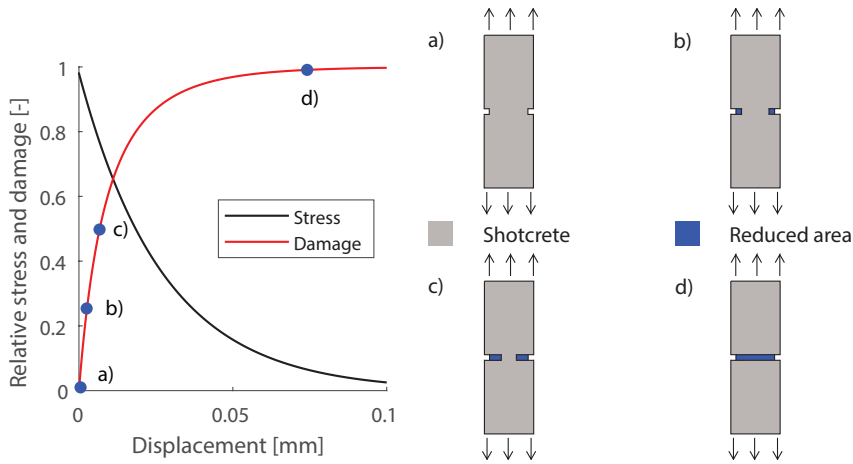 Relative stress and damage [-]
1
0.8
0.6
0.4
0.2
0
0
0.05
0.1
Displacement [mm]
a)
b)
c)
d)
Stress
Damage
a)
b)
Shotcrete
Reduced area
c)
d)